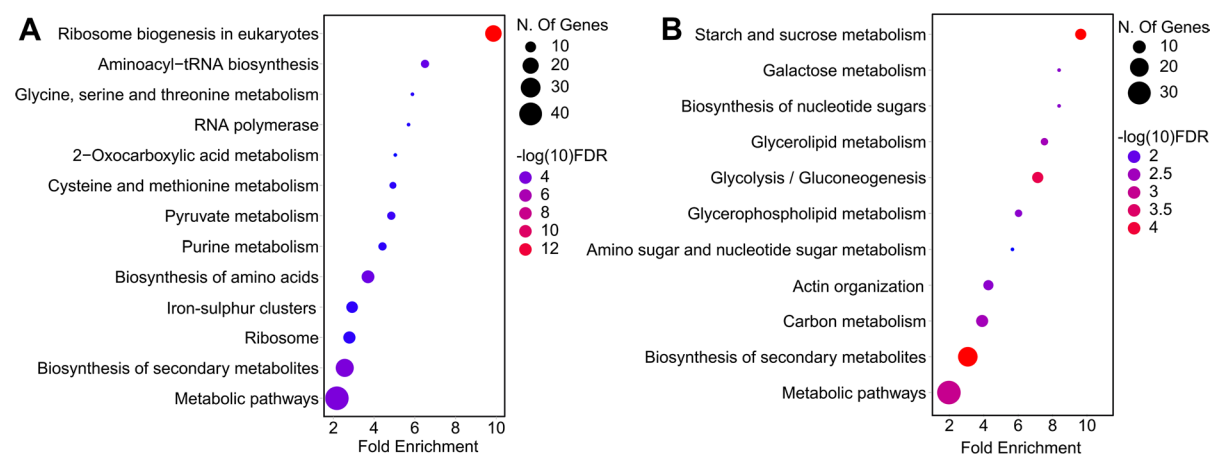 A
Ribosome biogenesis in eukaryotes
Aminoacyl−tRNA biosynthesis
Glycine, serine and threonine metabolism
RNA polymerase
2−Oxocarboxylic acid metabolism
Cysteine and methionine metabolism
Pyruvate metabolism
Purine metabolism
Biosynthesis of amino acids
Iron-sulphur clusters
Ribosome
Biosynthesis of secondary metabolites
Metabolic pathways
2 4 6 8 10
Fold Enrichment
N. Of Genes
10
20
30
40
-log(10)FDR
4
6
8
10
12
B
Starch and sucrose metabolism
Galactose metabolism
Biosynthesis of nucleotide sugars
Glycerolipid metabolism
Glycolysis / Gluconeogenesis
Glycerophospholipid metabolism
Amino sugar and nucleotide sugar metabolism
Actin organization
Carbon metabolism
Biosynthesis of secondary metabolites
Metabolic pathways
2 4 6 8 10
Fold Enrichment
N. Of Genes
10
20
30
-log(10)FDR
2
2.5
3
3.5
4